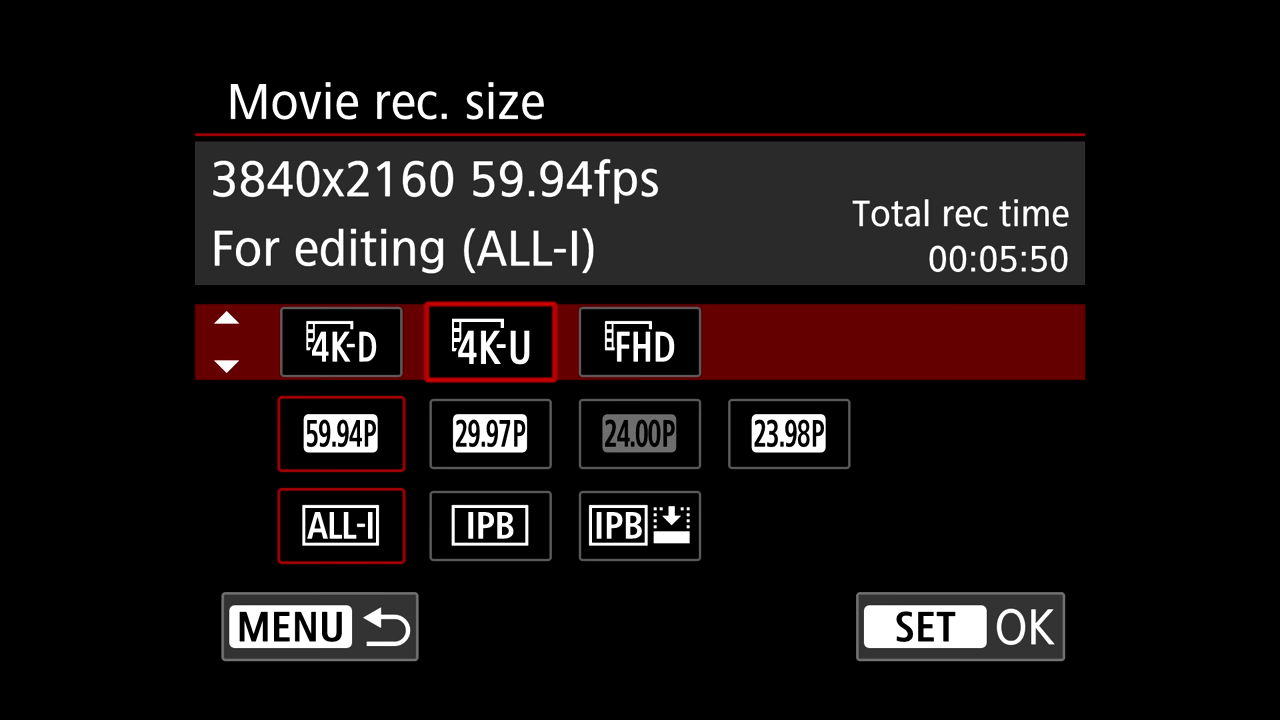 Movie rec. size
3840x2160 59.94fps
For editing (ALL-I)
Total rec time
00:05:50
4K-D 4K-U FHD
59.94P 29.97P 24.00P 23.98P
ALL-I IPB IPB
MENU SET OK